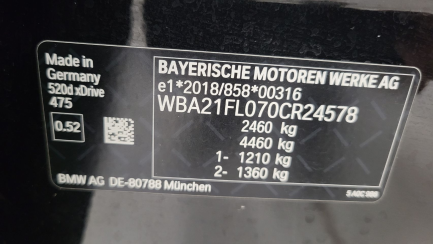 Made in
Germany
520d xDrive
475
0.52
BAYERISCHE MOTOREN WERKE AG
e1*2018/858*00316
WBA21FL070CR24578
2460 kg
4460 kg
1- 1210 kg
2- 1360 kg
BMW AG DE-80788 München